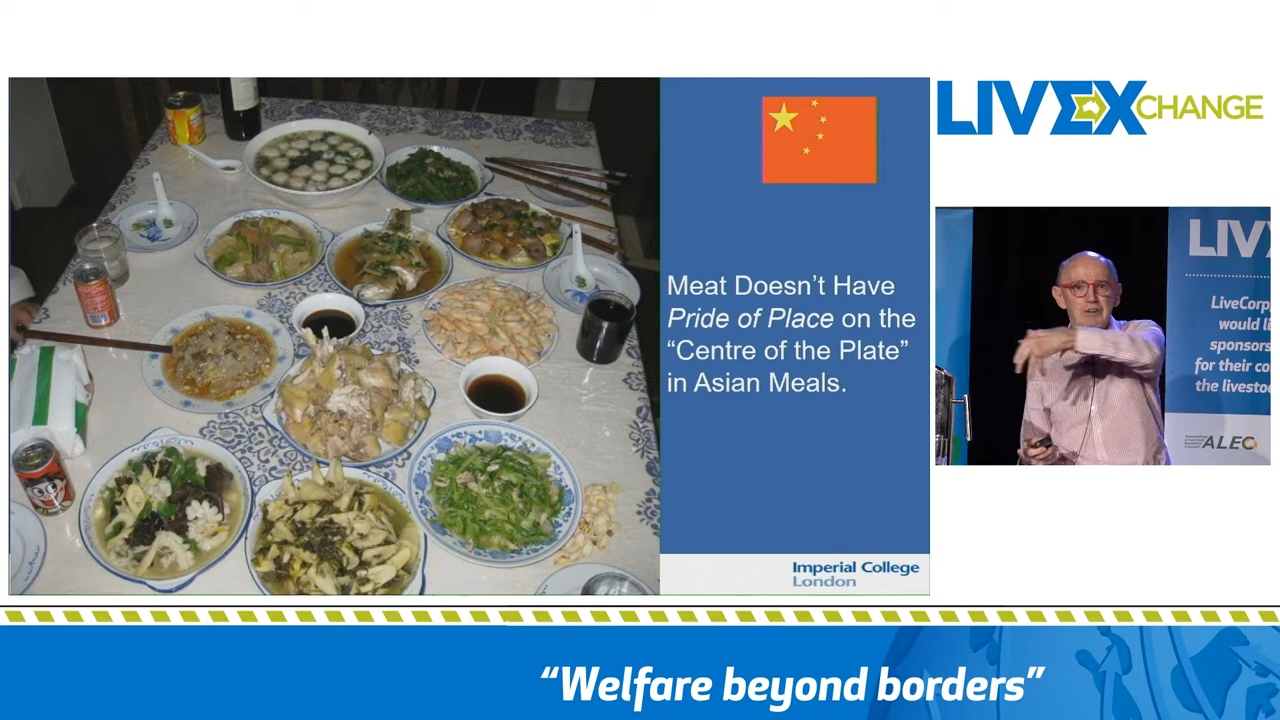 LIVEXCHANGE
Meat Doesn't Have
Pride of Place on the
"Centre of the Plate"
in Asian Meals.
Imperial College
London
LIV
LiveCorp
would li
sponsors
for their co
the livesto
ALEC
"Welfare beyond borders"